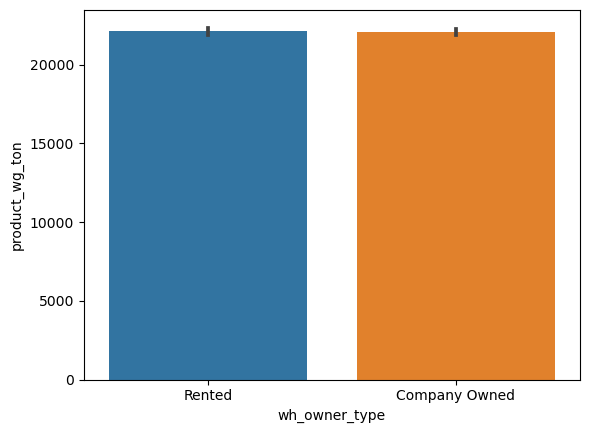 20000
15000
10000
5000
0
product_wg_ton
Rented
Company Owned
wh_owner_type